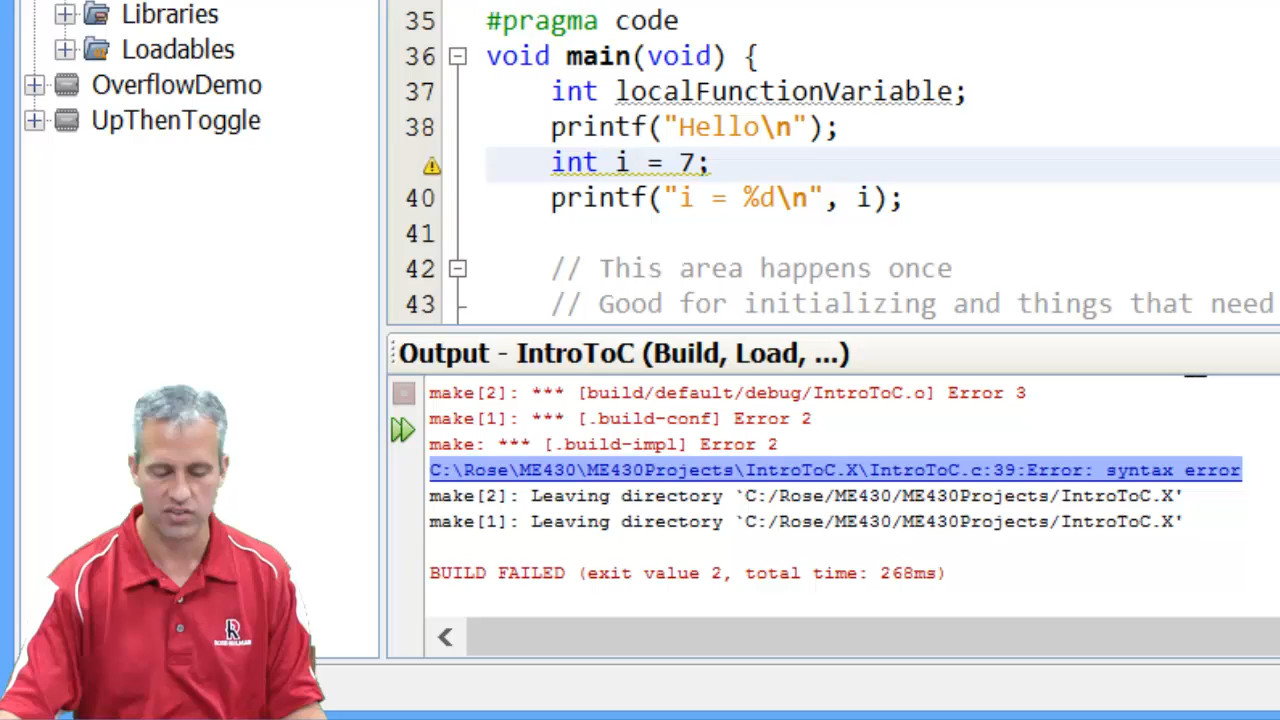 Libraries
Loadables
OverflowDemo
UpThenToggle
35 #pragma code
36 void main(void) {
37 int localFunctionVariable;
38 printf("Hello\n");
int i = 7;
40 printf("i = %d\n", i);
41
42 // This area happens once
43 // Good for initializing and things that need
Output - IntroToC (Build, Load, ...)
make[2]: *** [build/default/debug/IntroToC.o] Error 3
make[1]: *** [.build-conf] Error 2
make: *** [.build-impl] Error 2
C:\Rose\ME430\ME430Projects\IntroToC.X\IntroToC.c:39:Error: syntax error
make[2]: Leaving directory `C:/Rose/ME430/ME430Projects/IntroToC.X'
make[1]: Leaving directory `C:/Rose/ME430/ME430Projects/IntroToC.X'
BUILD FAILED (exit value 2, total time: 268ms)
ROSE-HULMAN